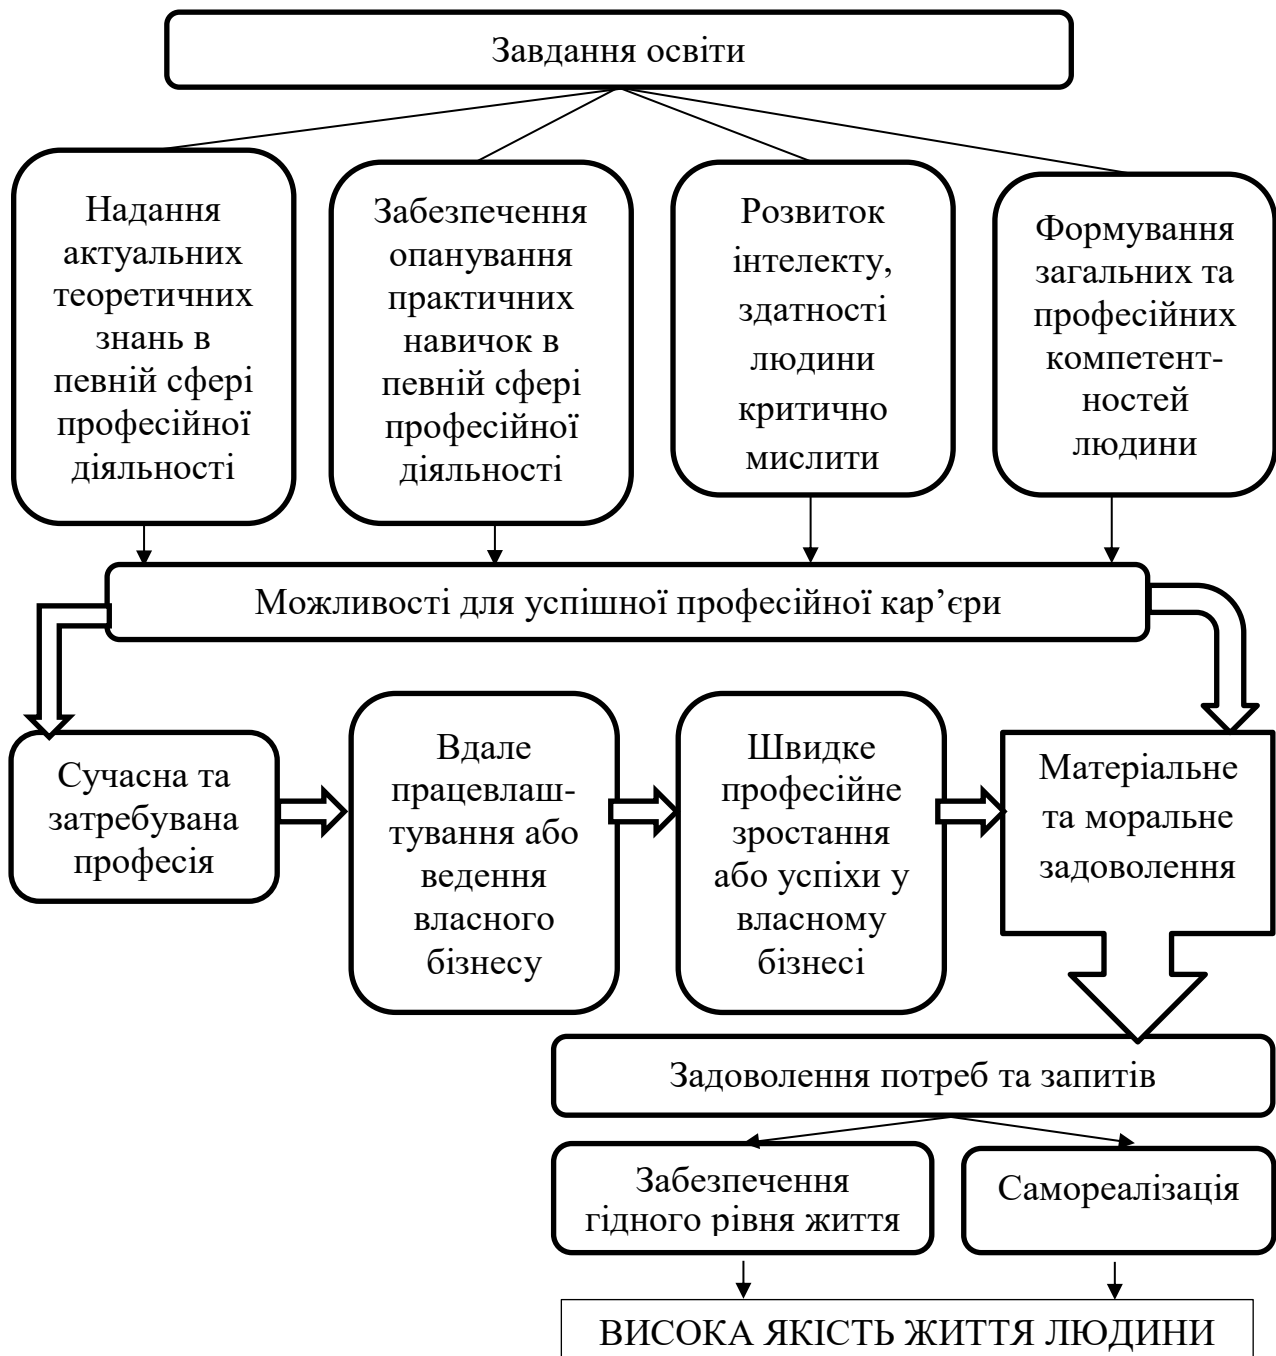 Завдання освіти
Надання
актуальних
теоретичних
знань в
певній сфері
професійної
діяльності
Забезпечення
опанування
практичних
навичок в
певній сфері
професійної
діяльності
Розвиток
інтелекту,
здатності
людини
критично
мислити
Формування
загальних та
професійних
компетент-
ностей
людини
Можливості для успішної професійної кар’єри
Сучасна та
затребувана
професія
Вдале
працевлаш-
тування або
ведення
власного
бізнесу
Швидке
професійне
зростання
або успіхи у
власному
бізнесі
Матеріальне
та моральне
задоволення
Задоволення потреб та запитів
Забезпечення
гідного рівня життя
Самореалізація
ВИСОКА ЯКІСТЬ ЖИТТЯ ЛЮДИНИ